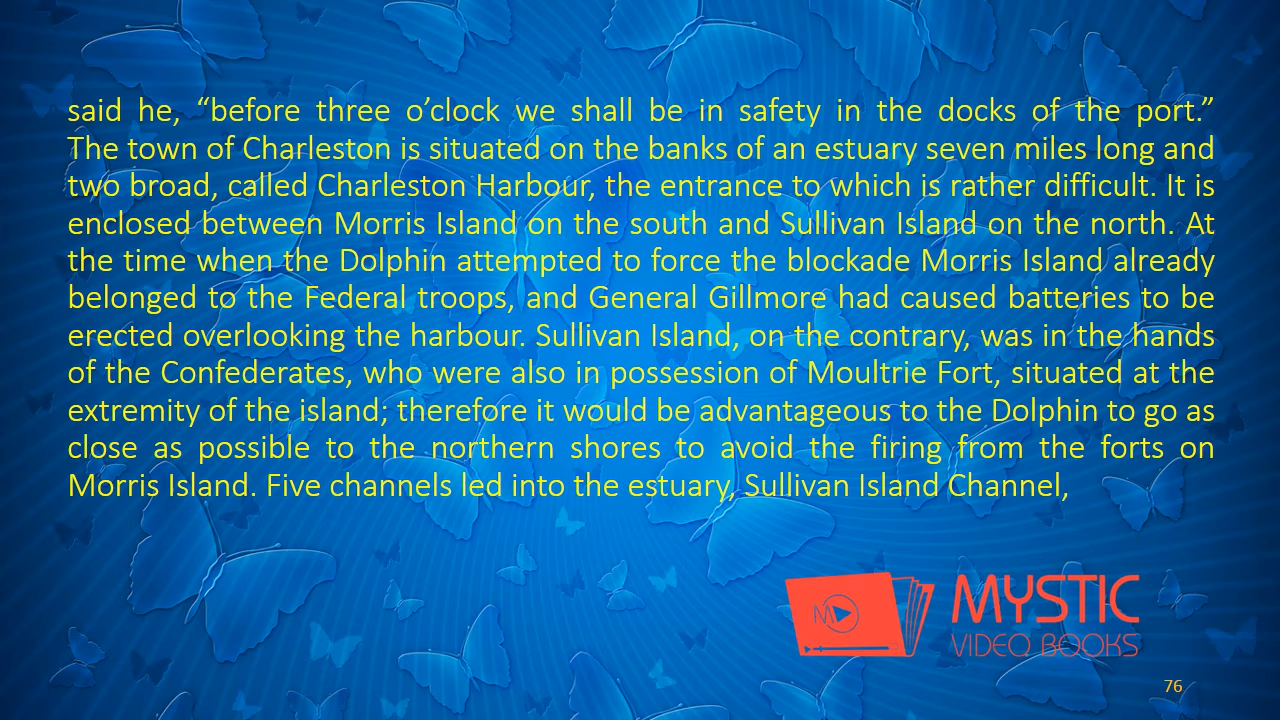 said he, “before three o’clock we shall be in safety in the docks of the port.”
The town of Charleston is situated on the banks of an estuary seven miles long and
two broad, called Charleston Harbour, the entrance to which is rather difficult. It is
enclosed between Morris Island on the south and Sullivan Island on the north. At
the time when the Dolphin attempted to force the blockade Morris Island already
belonged to the Federal troops, and General Gillmore had caused batteries to be
erected overlooking the harbour. Sullivan Island, on the contrary, was in the hands
of the Confederates, who were also in possession of Moultrie Fort, situated at the
extremity of the island; therefore it would be advantageous to the Dolphin to go as
close as possible to the northern shores to avoid the firing from the forts on
Morris Island. Five channels led into the estuary, Sullivan Island Channel,
MYSTIC
VIDEO BOOKS
76